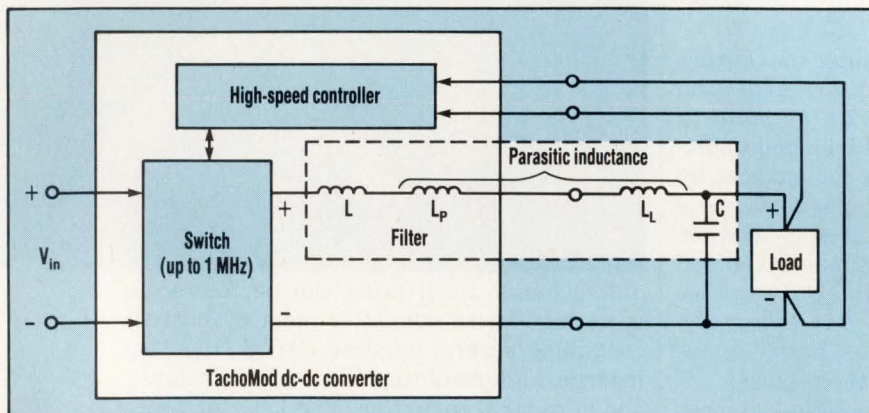 High-speed controller
Parasitic inductance
+
+
L
L_P
L_L
C
+
V_in
Switch
(up to 1 MHz)
Filter
Load
-
-
-
TachoMod dc-dc converter